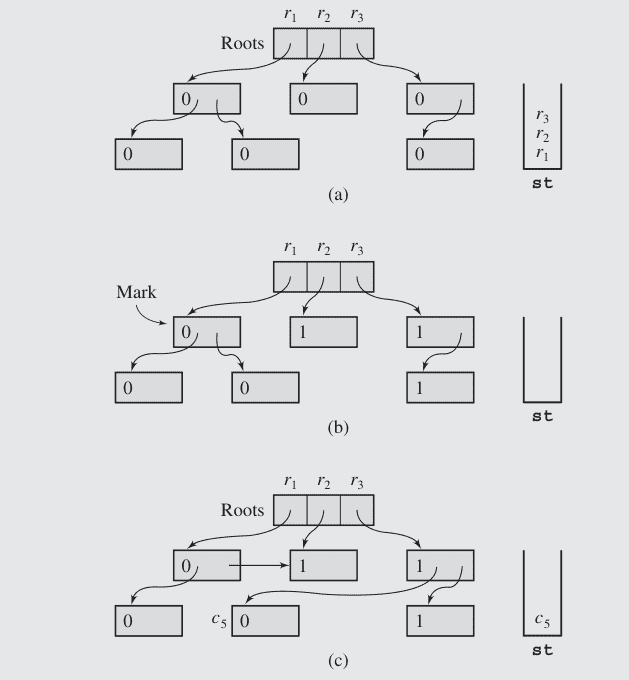 r₁ r₂ r₃
Roots
0 0 0
r₃
r₂
r₁
0 0 0
st
(a)
r₁ r₂ r₃
Mark
0 1 1
0 0 1
st
(b)
r₁ r₂ r₃
Roots
0 1 1
0 c₅ 0 1 c₅
st
(c)